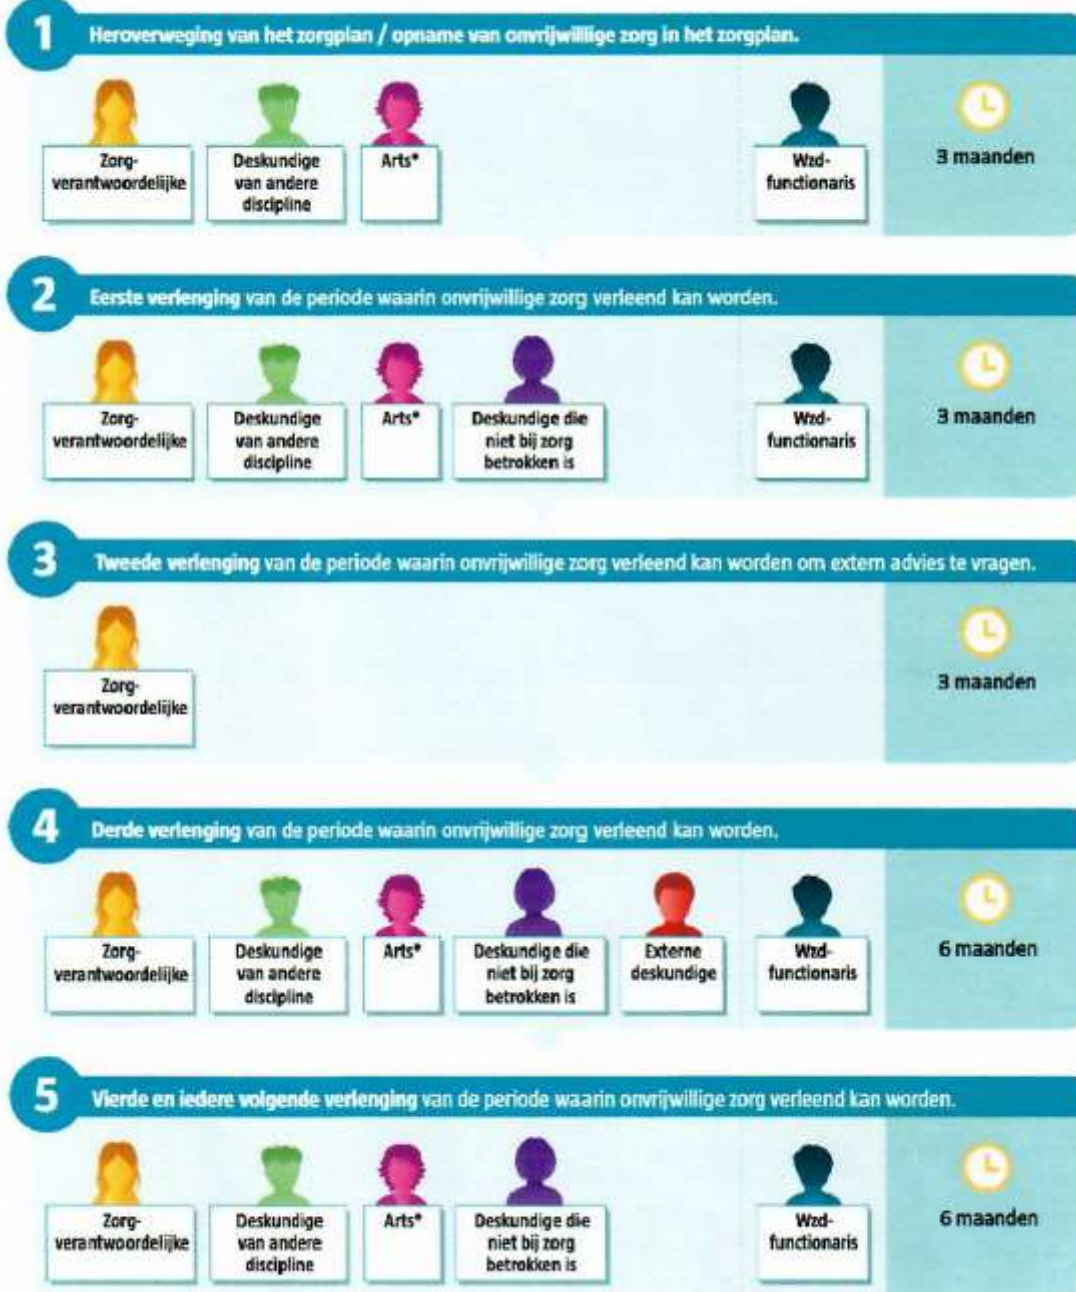 1
Heroverweging van het zorgplan / opname van onvrijwillige zorg in het zorgplan.
Zorg-
verantwoordelijke
Deskundige
van andere
discipline
Arts*
Wzd-
functionaris
3 maanden
2
Eerste verlenging van de periode waarin onvrijwillige zorg verleend kan worden.
Zorg-
verantwoordelijke
Deskundige
van andere
discipline
Arts*
Deskundige die
niet bij zorg
betrokken is
Wzd-
functionaris
3 maanden
3
Tweede verlenging van de periode waarin onvrijwillige zorg verleend kan worden om extern advies te vragen.
Zorg-
verantwoordelijke
3 maanden
4
Derde verlenging van de periode waarin onvrijwillige zorg verleend kan worden.
Zorg-
verantwoordelijke
Deskundige
van andere
discipline
Arts*
Deskundige die
niet bij zorg
betrokken is
Externe
deskundige
Wzd-
functionaris
6 maanden
5
Vierde en iedere volgende verlenging van de periode waarin onvrijwillige zorg verleend kan worden.
Zorg-
verantwoordelijke
Deskundige
van andere
discipline
Arts*
Deskundige die
niet bij zorg
betrokken is
Wzd-
functionaris
6 maanden